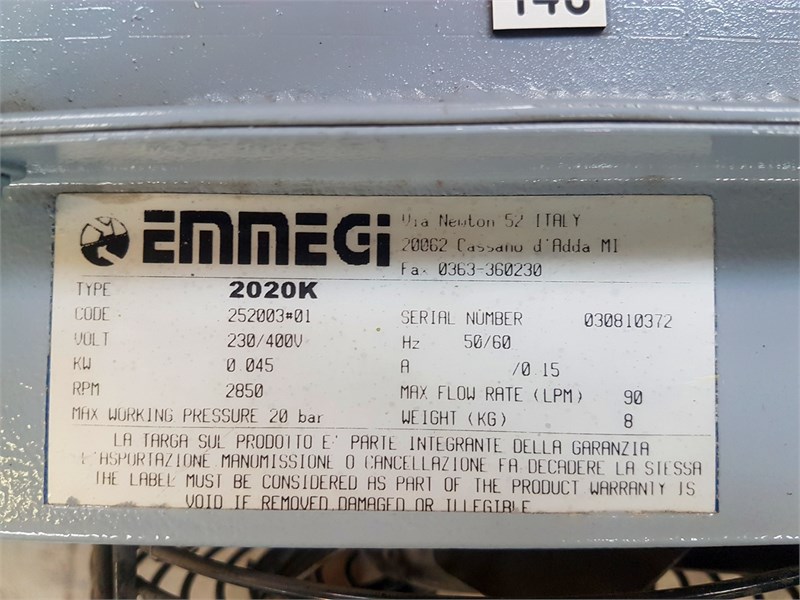 EMMEGi
Via Newton 52 ITALY
20062 Cassano d'Adda MI
Fax 0363-360230
TYPE 2020K
CODE 252003#01 SERIAL NUMBER 030810372
VOLT 230/400V Hz 50/60
KW 0.045 A /0.15
RPM 2850 MAX FLOW RATE (LPM) 90
MAX WORKING PRESSURE 20 bar WEIGHT (KG) 8
LA TARGA SUL PRODOTTO E' PARTE INTEGRANTE DELLA GARANZIA
L'ASPORTAZIONE MANOMISSIONE O CANCELLAZIONE FA DECADERE LA STESSA
THE LABEL MUST BE CONSIDERED AS PART OF THE PRODUCT WARRANTY IS
VOID IF REMOVED DAMAGED OR ILLEGIBLE